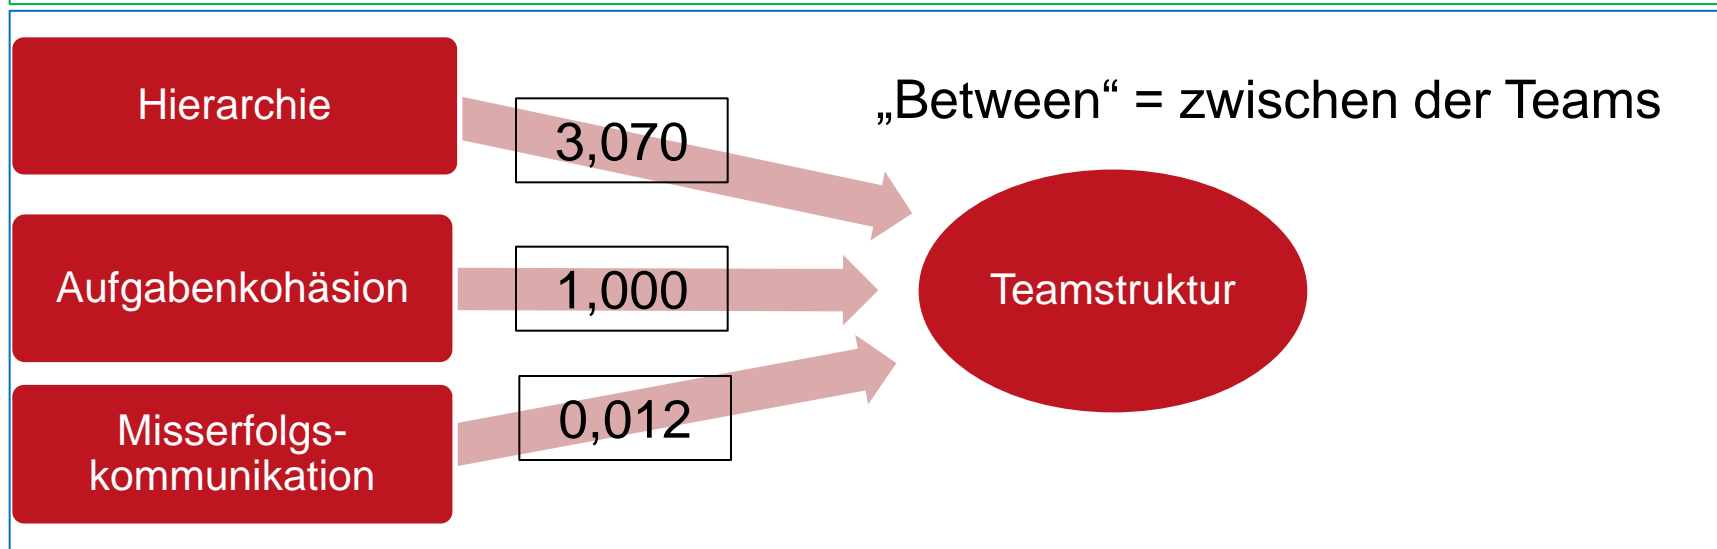 Hierarchie
3,070
„Between“ = zwischen der Teams
Aufgabenkohäsion
1,000
Teamstruktur
Misserfolgs-
kommunikation
0,012